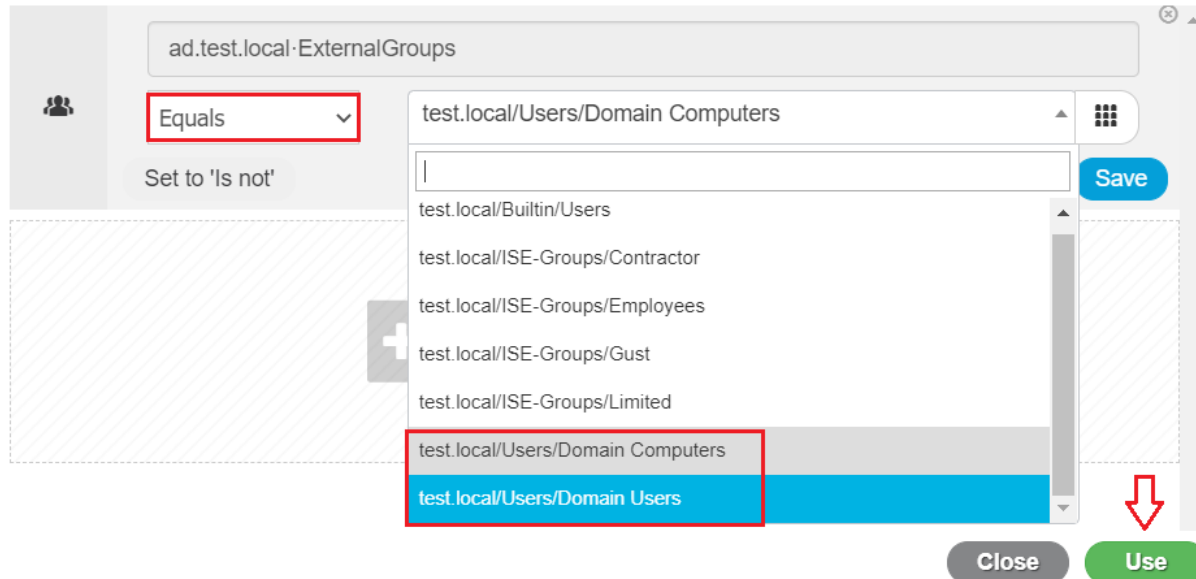 ad.test.local·ExternalGroups
Equals
test.local/Users/Domain Computers
Set to 'Is not'
Save
test.local/Builtin/Users
test.local/ISE-Groups/Contractor
test.local/ISE-Groups/Employees
test.local/ISE-Groups/Gust
test.local/ISE-Groups/Limited
test.local/Users/Domain Computers
test.local/Users/Domain Users
Close
Use